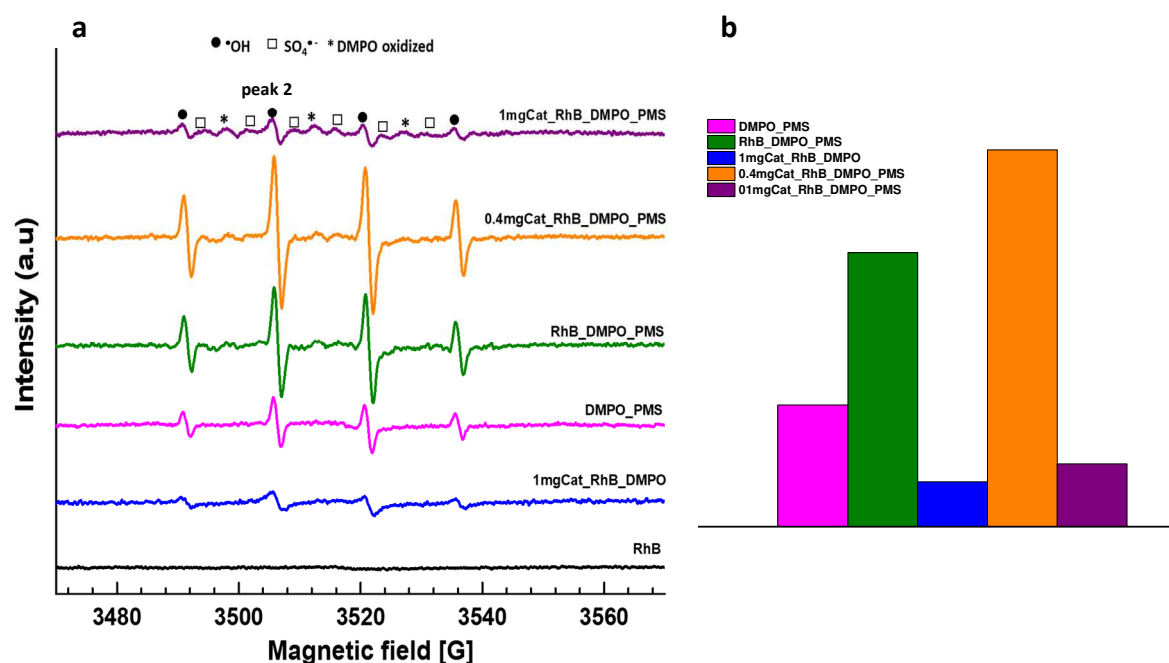 a
● •OH □ SO₄•⁻ * DMPO oxidized
peak 2
1mgCat_RhB_DMPO_PMS
0.4mgCat_RhB_DMPO_PMS
RhB_DMPO_PMS
DMPO_PMS
1mgCat_RhB_DMPO
RhB
Intensity (a.u)
3480 3500 3520 3540 3560
Magnetic field [G]
b
DMPO_PMS
RhB_DMPO_PMS
1mgCat_RhB_DMPO
0.4mgCat_RhB_DMPO_PMS
01mgCat_RhB_DMPO_PMS